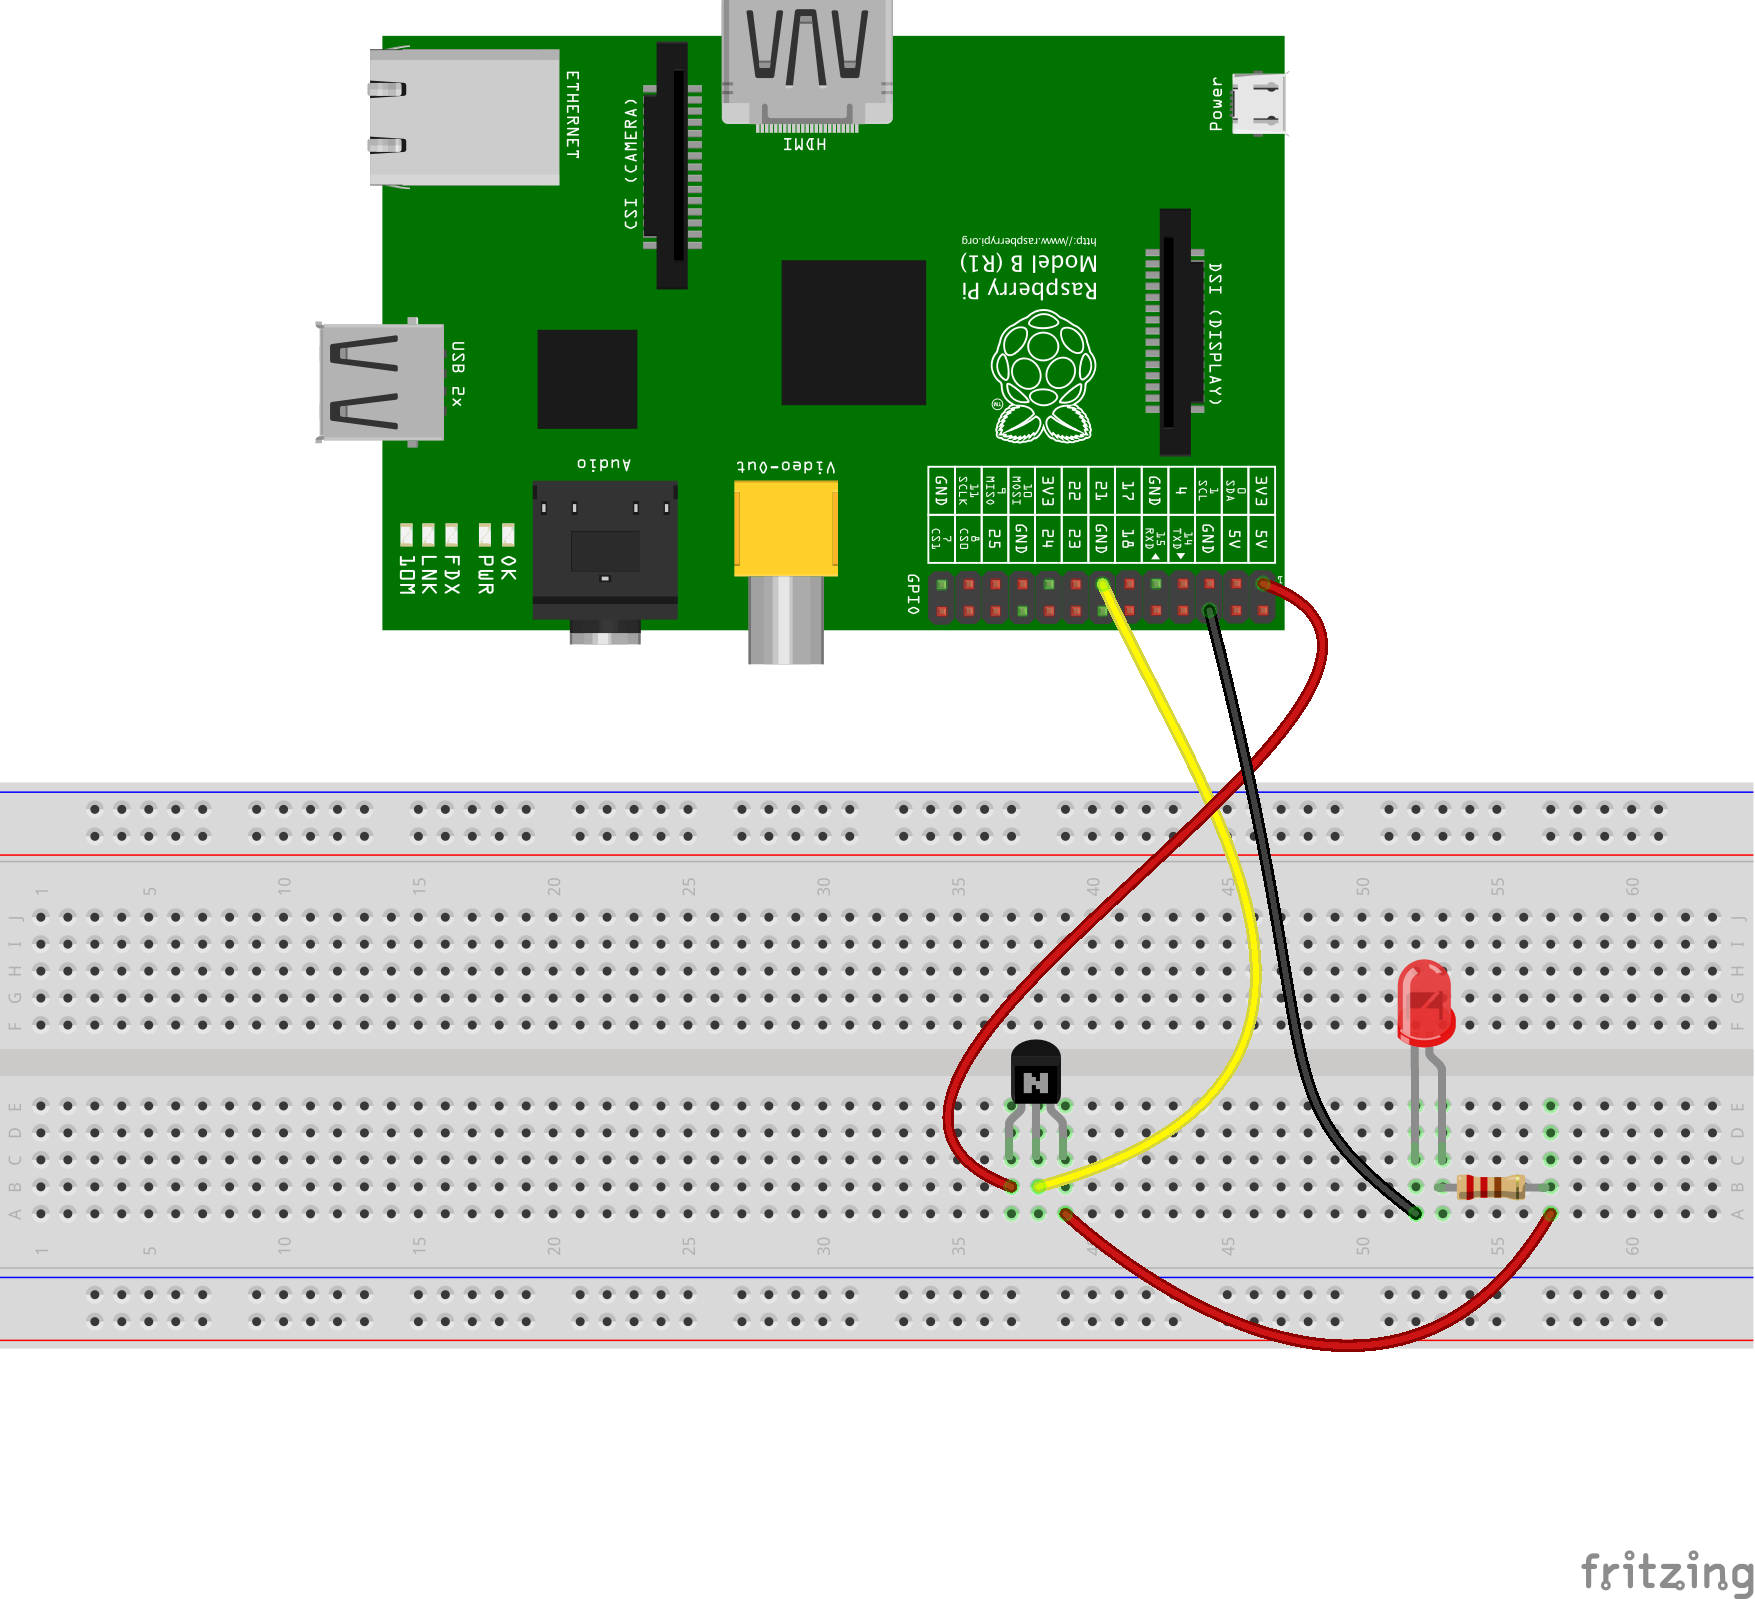 ETHERNET
CSI (CAMERA)
HDMI
Power
http://www.raspberrypi.org
Raspberry Pi
Model B (R1)
DSI (DISPLAY)
USB 2x
Audio
Video-Out
TM
GND 11 SCLK 9 MISO 10 MOSI 3V3 22 21 17 GND 4 1 SCL 0 SDA 3V3
7 CS1 8 CS0 25 GND 24 23 GND 18 15 RXD 14 TXD GND 5V 5V
10M LNK FDX PWR OK
GPIO
1
1 5 10 15 20 25 30 35 40 45 50 55 60
J J
I I
H H
G G
F F
N
E E
D D
C C
B B
A A
1 5 10 15 20 25 30 35 40 45 50 55 60
fritzing